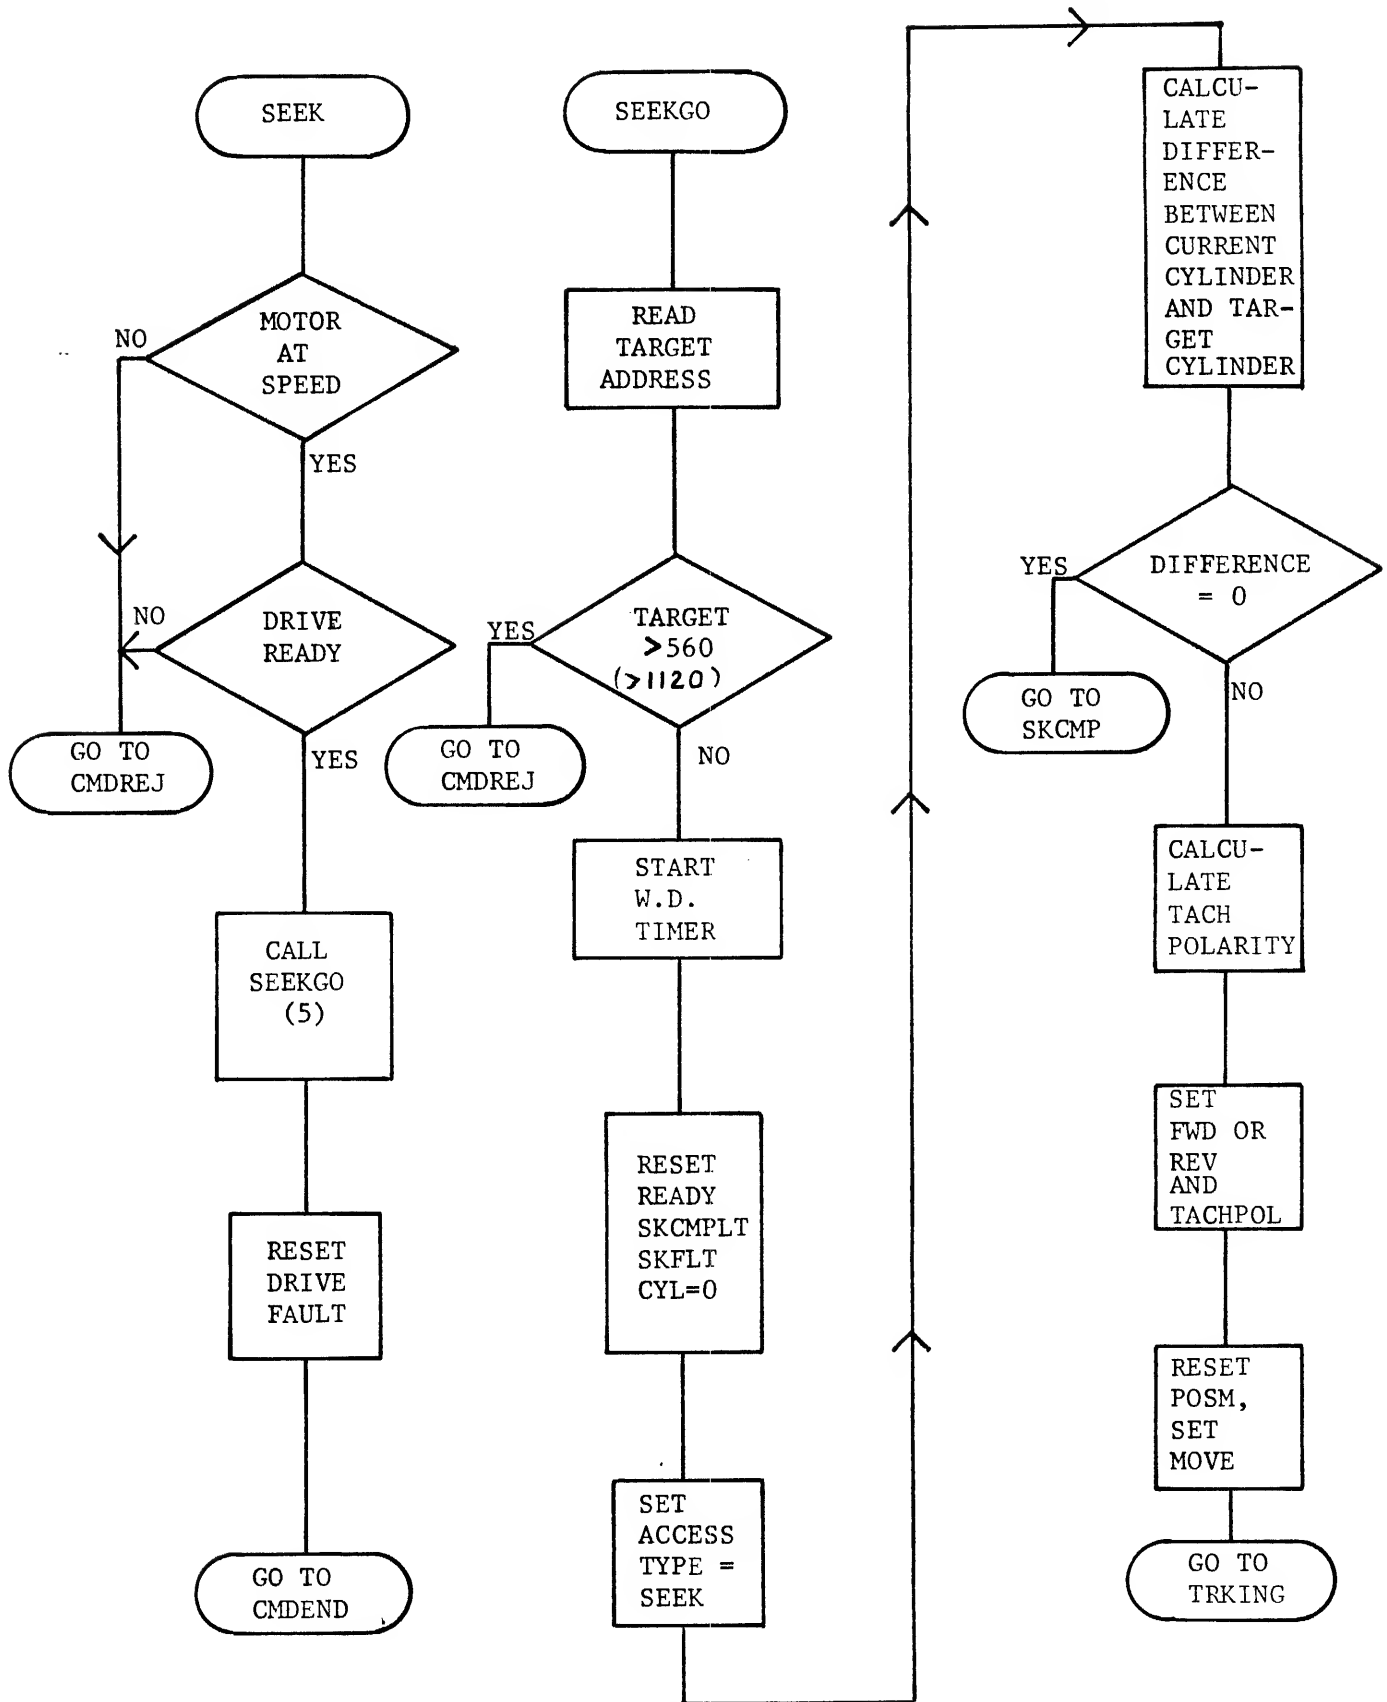 SEEK
MOTOR
AT
SPEED
NO
YES
DRIVE
READY
NO
YES
GO TO
CMDREJ
CALL
SEEKGO
(5)
RESET
DRIVE
FAULT
GO TO
CMDEND
SEEKGO
READ
TARGET
ADDRESS
TARGET
>560
(>1120)
YES
NO
GO TO
CMDREJ
START
W.D.
TIMER
RESET
READY
SKCMPLT
SKFLT
CYL=0
SET
ACCESS
TYPE =
SEEK
CALCU-
LATE
DIFFER-
ENCE
BETWEEN
CURRENT
CYLINDER
AND TAR-
GET
CYLINDER
DIFFERENCE
= 0
YES
NO
GO TO
SKCMP
CALCU-
LATE
TACH
POLARITY
SET
FWD OR
REV
AND
TACHPOL
RESET
POSM,
SET
MOVE
GO TO
TRKING